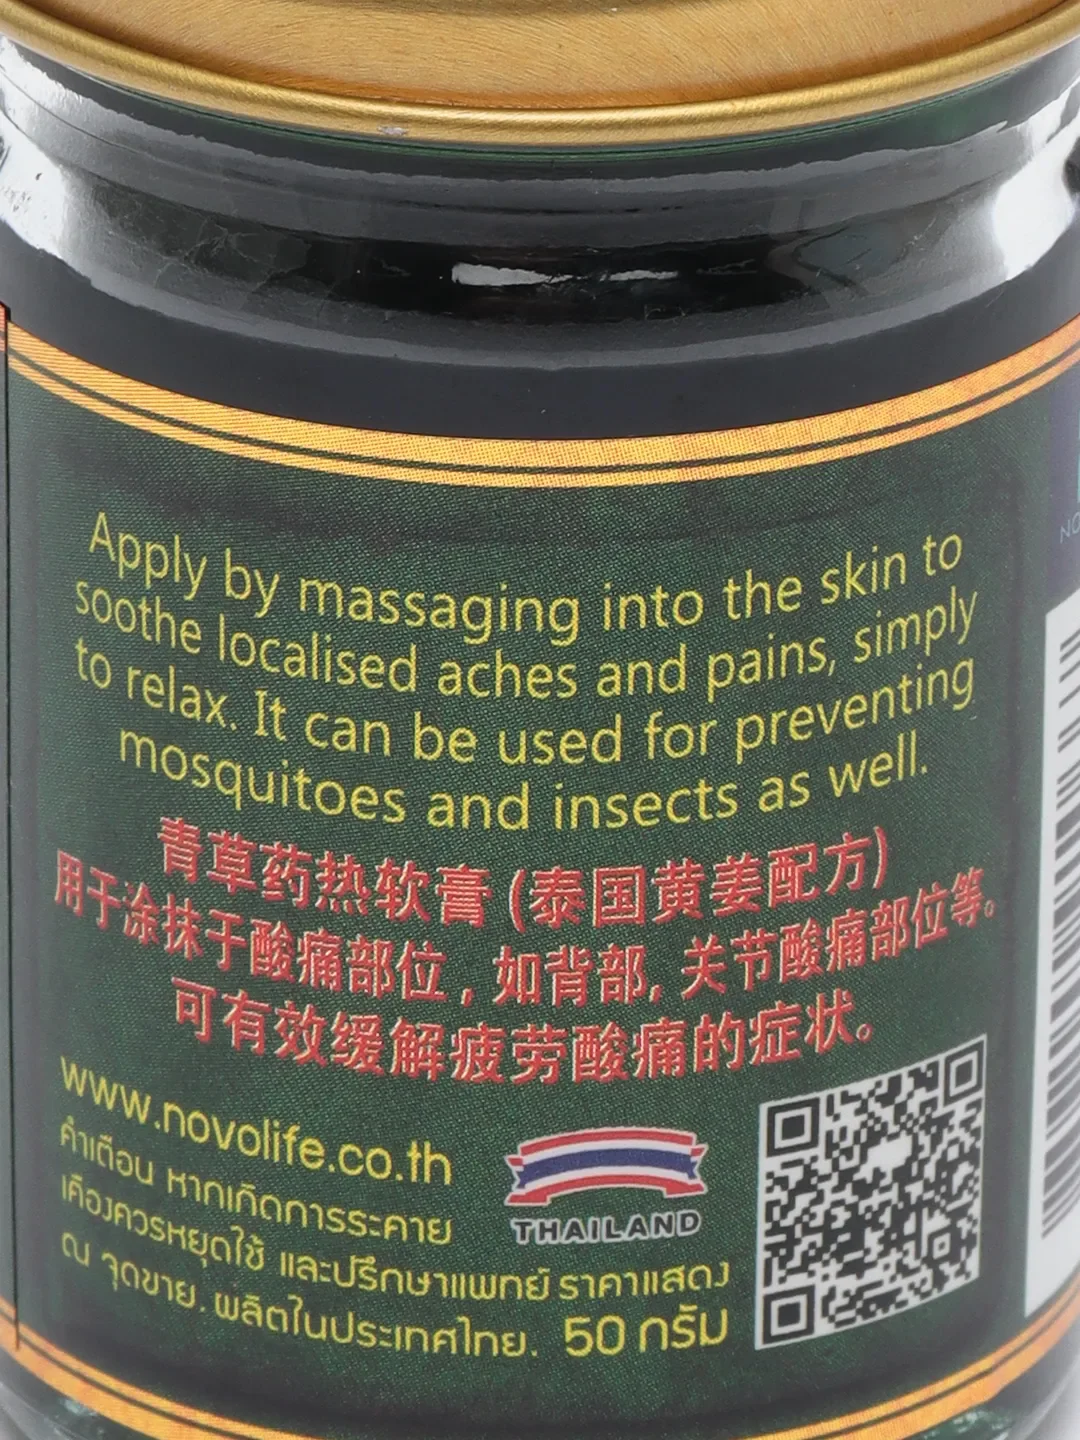 Apply by massaging into the skin to
soothe localised aches and pains, simply
to relax. It can be used for preventing
mosquitoes and insects as well.
青草药热软膏 (泰国黄姜配方)
用于涂抹于酸痛部位，如背部, 关节酸痛部位等。
可有效缓解疲劳酸痛的症状。
www.novolife.co.th
คำเตือน หากเกิดการระคาย
เคืองควรหยุดใช้ และปรึกษาแพทย์ ราคาแสดง
ณ จุดขาย. ผลิตในประเทศไทย. 50 กรัม
THAILAND